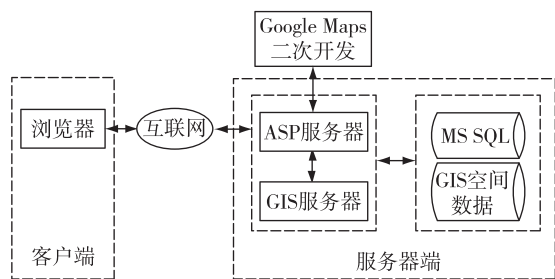 Google Maps
二次开发
浏览器
互联网
ASP服务器
GIS服务器
MS SQL
GIS空间
数据
客户端
服务器端